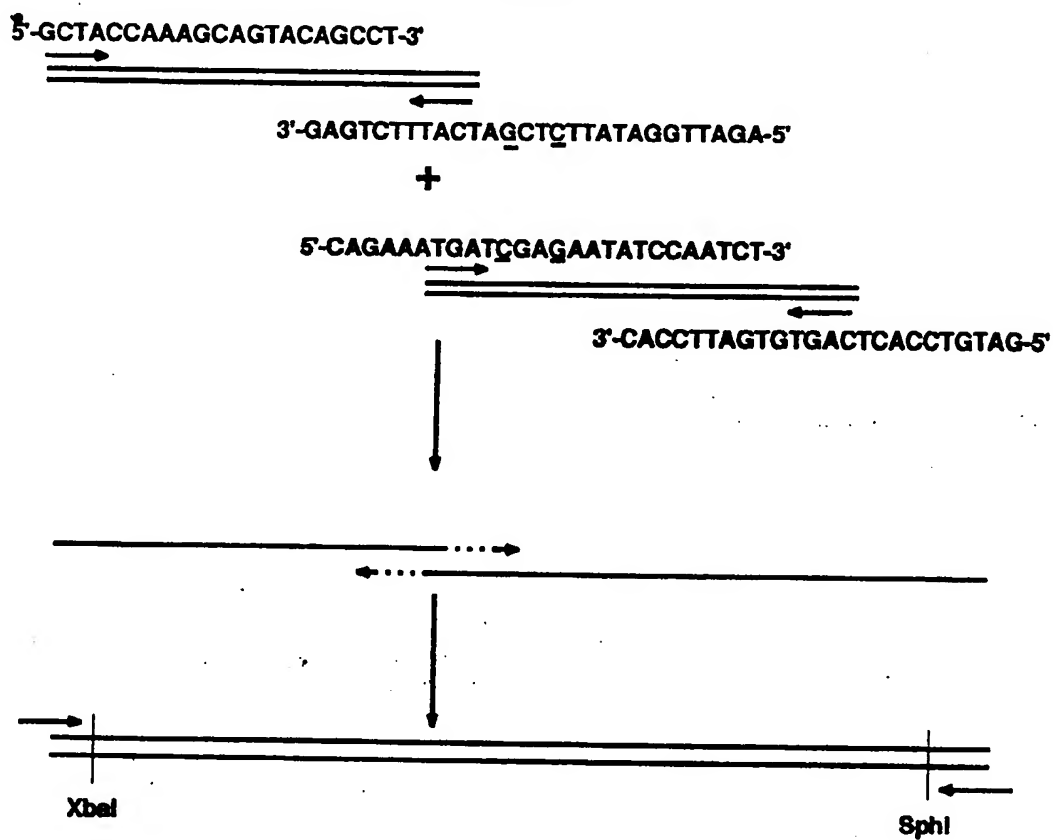 5'-GCTACCAAAGCAGTACAGCCT-3'
3'-GAGTCTTTACTAGCTCTTATAGGTTAGA-5'
+
5'-CAGAAATGATCGAGAATATCCAATCT-3'
3'-CACCTTAGTGTGACTCACCTGTAG-5'
XbaI
SphI